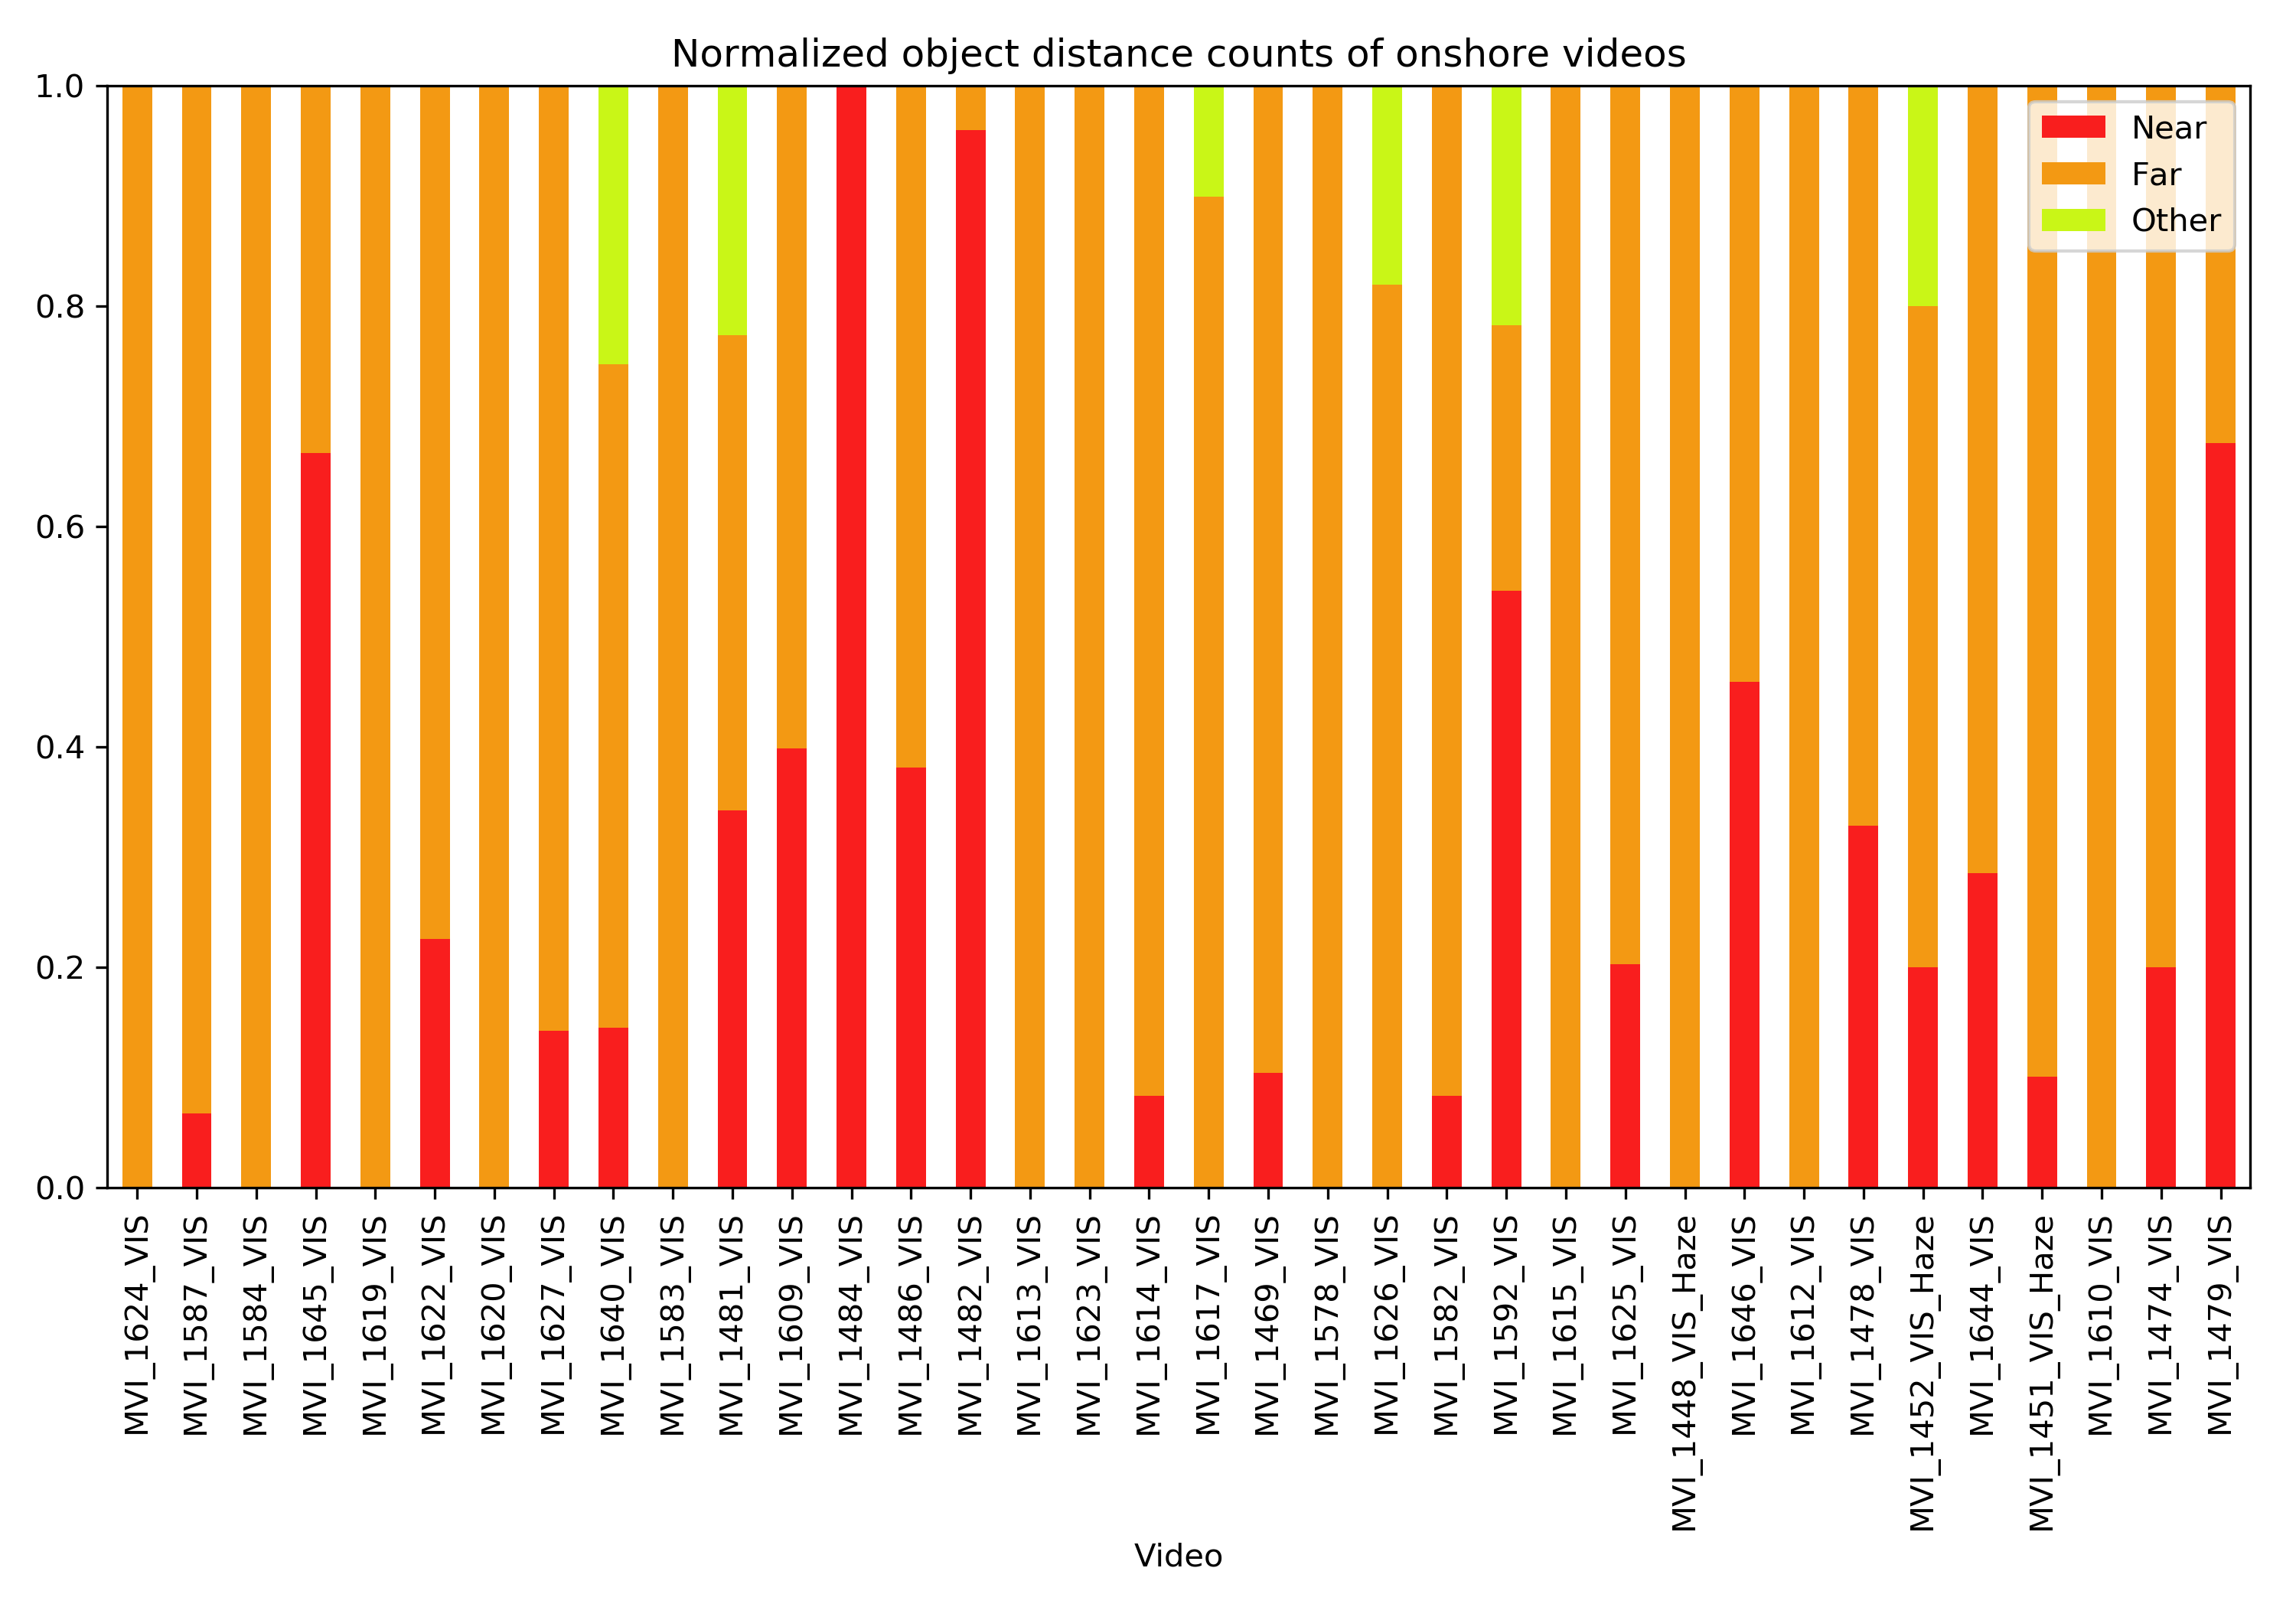 Normalized object distance counts of onshore videos
1.0
0.8
0.6
0.4
0.2
0.0
Near
Far
Other
MVI_1624_VIS
MVI_1587_VIS
MVI_1584_VIS
MVI_1645_VIS
MVI_1619_VIS
MVI_1622_VIS
MVI_1620_VIS
MVI_1627_VIS
MVI_1640_VIS
MVI_1583_VIS
MVI_1481_VIS
MVI_1609_VIS
MVI_1484_VIS
MVI_1486_VIS
MVI_1482_VIS
MVI_1613_VIS
MVI_1623_VIS
MVI_1614_VIS
MVI_1617_VIS
MVI_1469_VIS
MVI_1578_VIS
MVI_1626_VIS
MVI_1582_VIS
MVI_1592_VIS
MVI_1615_VIS
MVI_1625_VIS
MVI_1448_VIS_Haze
MVI_1646_VIS
MVI_1612_VIS
MVI_1478_VIS
MVI_1452_VIS_Haze
MVI_1644_VIS
MVI_1451_VIS_Haze
MVI_1610_VIS
MVI_1474_VIS
MVI_1479_VIS
Video